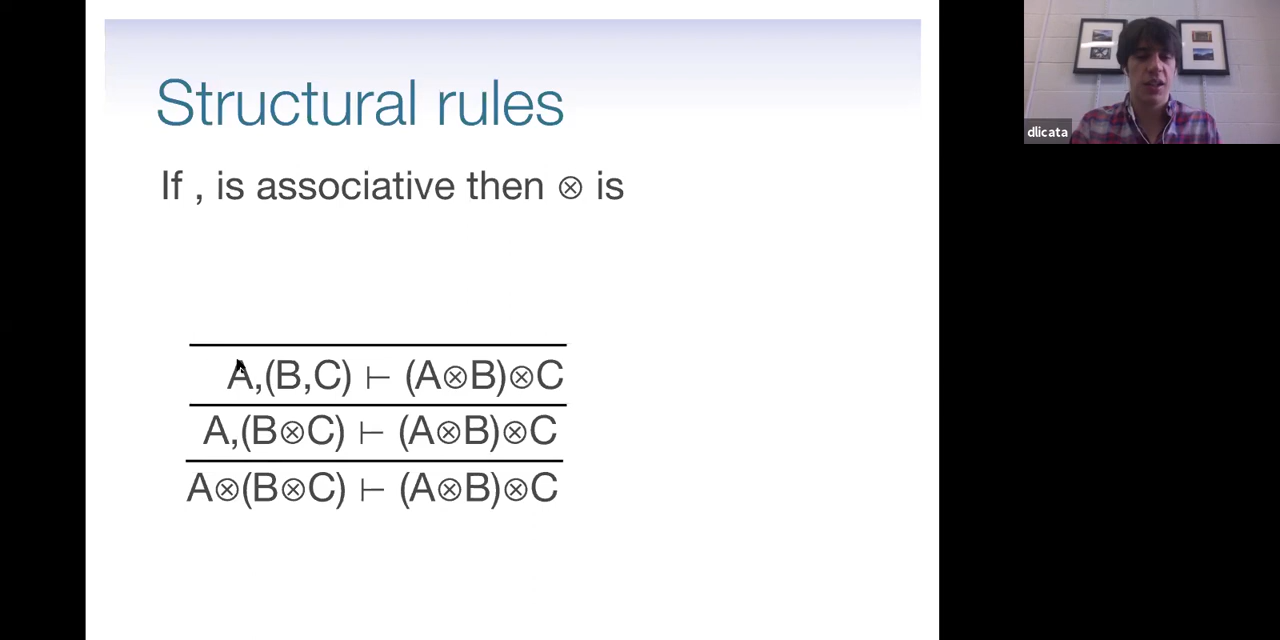 Structural rules
If , is associative then ⊗ is
A,(B,C) ⊢ (A⊗B)⊗C
A,(B⊗C) ⊢ (A⊗B)⊗C
A⊗(B⊗C) ⊢ (A⊗B)⊗C
dlicata